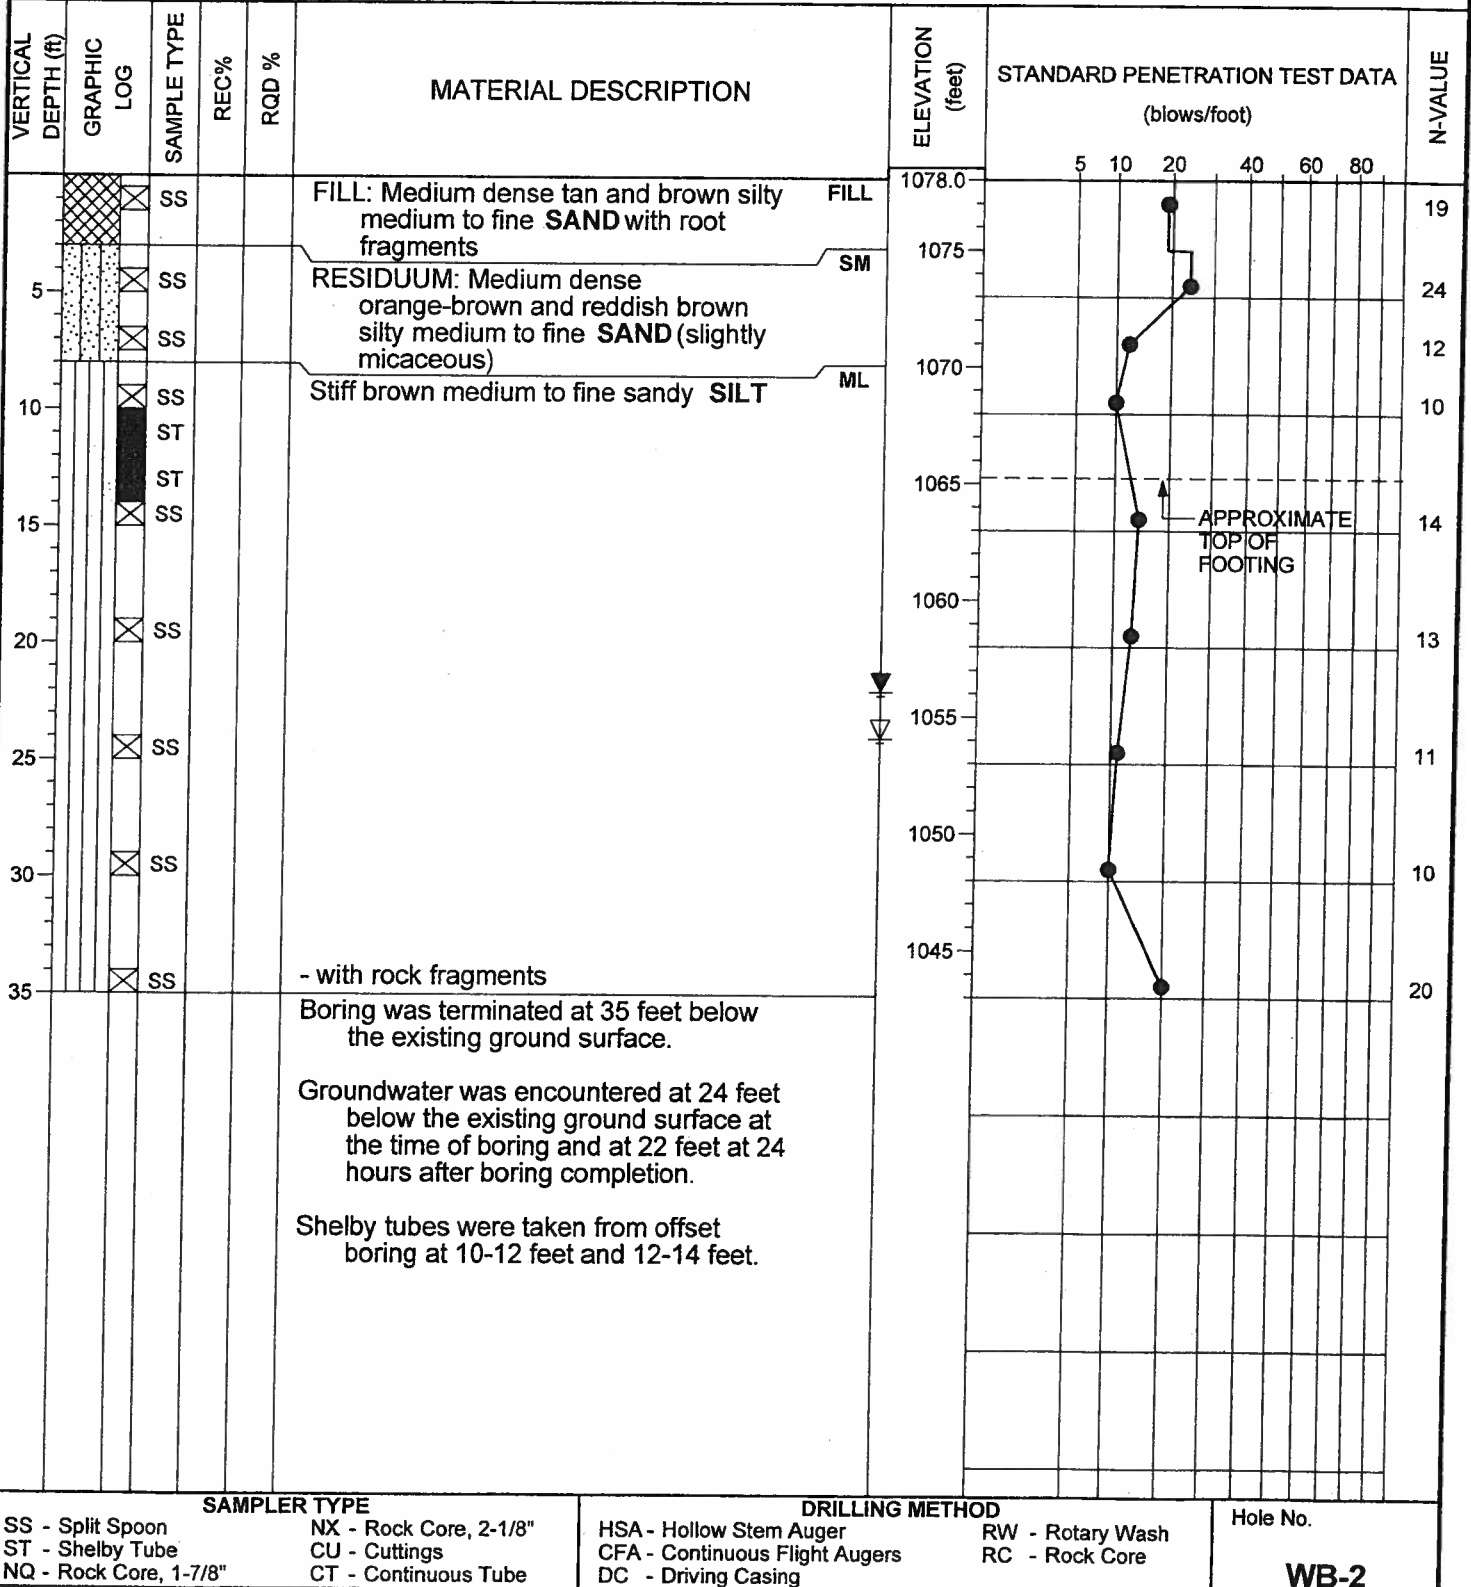 VERTICAL
DEPTH (ft)
GRAPHIC
LOG
SAMPLE TYPE
REC%
RQD %
MATERIAL DESCRIPTION
ELEVATION
(feet)
STANDARD PENETRATION TEST DATA
(blows/foot)
N-VALUE
5 10 20 40 60 80
1078.0
SS
FILL: Medium dense tan and brown silty
medium to fine SAND with root
fragments
FILL
19
1075
SM
5
SS
RESIDUUM: Medium dense
orange-brown and reddish brown
silty medium to fine SAND (slightly
micaceous)
24
SS
12
1070
ML
SS
Stiff brown medium to fine sandy SILT
10
10
ST
ST
1065
SS
15
APPROXIMATE
TOP OF
FOOTING
14
1060
SS
20
13
1055
SS
25
11
1050
SS
30
10
1045
SS
- with rock fragments
35
20
Boring was terminated at 35 feet below
the existing ground surface.
Groundwater was encountered at 24 feet
below the existing ground surface at
the time of boring and at 22 feet at 24
hours after boring completion.
Shelby tubes were taken from offset
boring at 10-12 feet and 12-14 feet.
SAMPLER TYPE
SS - Split Spoon
ST - Shelby Tube
NQ - Rock Core, 1-7/8"
NX - Rock Core, 2-1/8"
CU - Cuttings
CT - Continuous Tube
DRILLING METHOD
HSA - Hollow Stem Auger
CFA - Continuous Flight Augers
DC - Driving Casing
RW - Rotary Wash
RC - Rock Core
Hole No.
WB-2